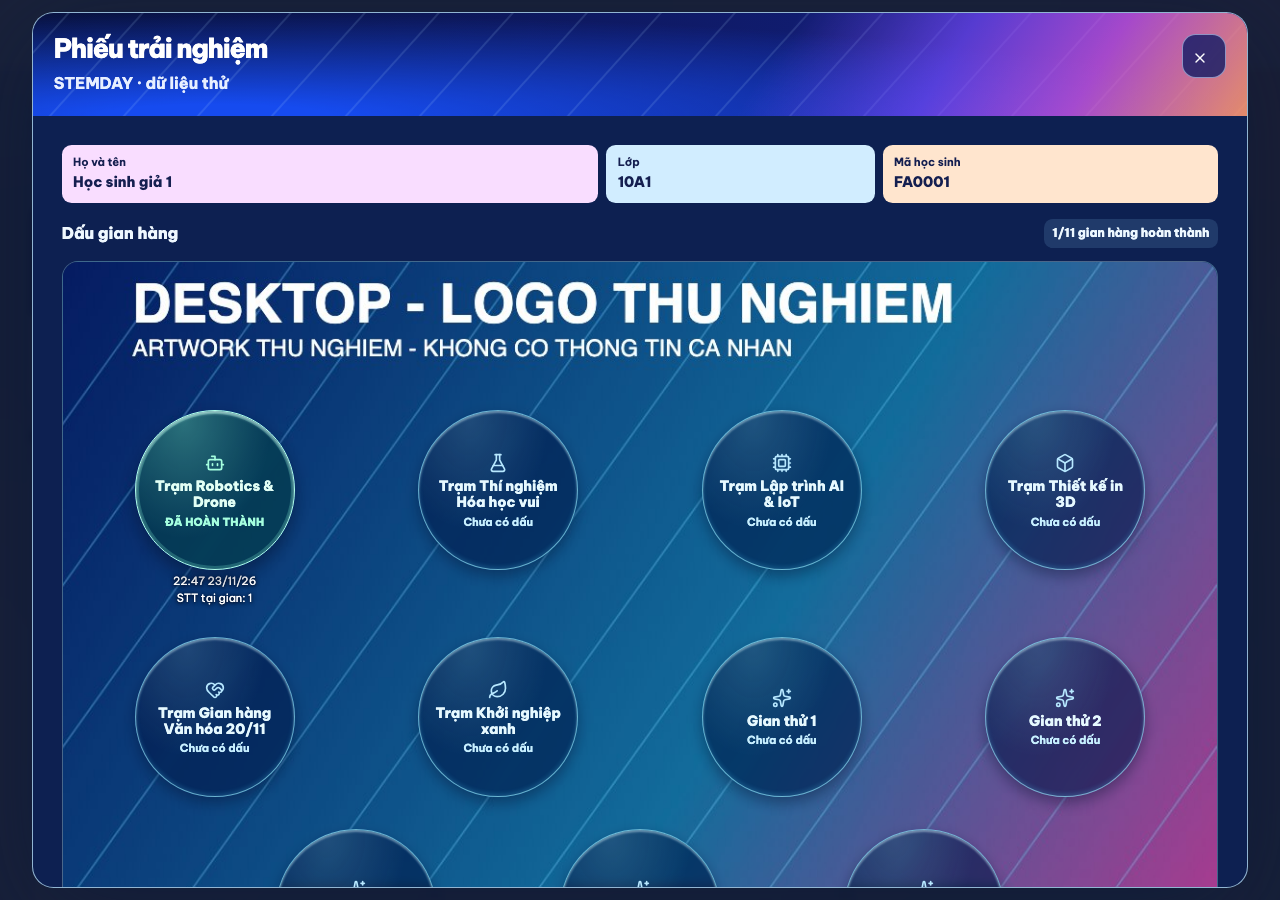 Phiếu trải nghiệm
STEMDAY · dữ liệu thử
×
Họ và tên
Học sinh giả 1
Lớp
10A1
Mã học sinh
FA0001
Dấu gian hàng
1/11 gian hàng hoàn thành
DESKTOP - LOGO THU NGHIEM
ARTWORK THU NGHIEM - KHONG CO THONG TIN CA NHAN
Trạm Robotics &
Drone
ĐÃ HOÀN THÀNH
22:47 23/11/26
STT tại gian: 1
Trạm Thí nghiệm
Hóa học vui
Chưa có dấu
Trạm Lập trình AI
& IoT
Chưa có dấu
Trạm Thiết kế in
3D
Chưa có dấu
Trạm Gian hàng
Văn hóa 20/11
Chưa có dấu
Trạm Khởi nghiệp
xanh
Chưa có dấu
Gian thử 1
Chưa có dấu
Gian thử 2
Chưa có dấu